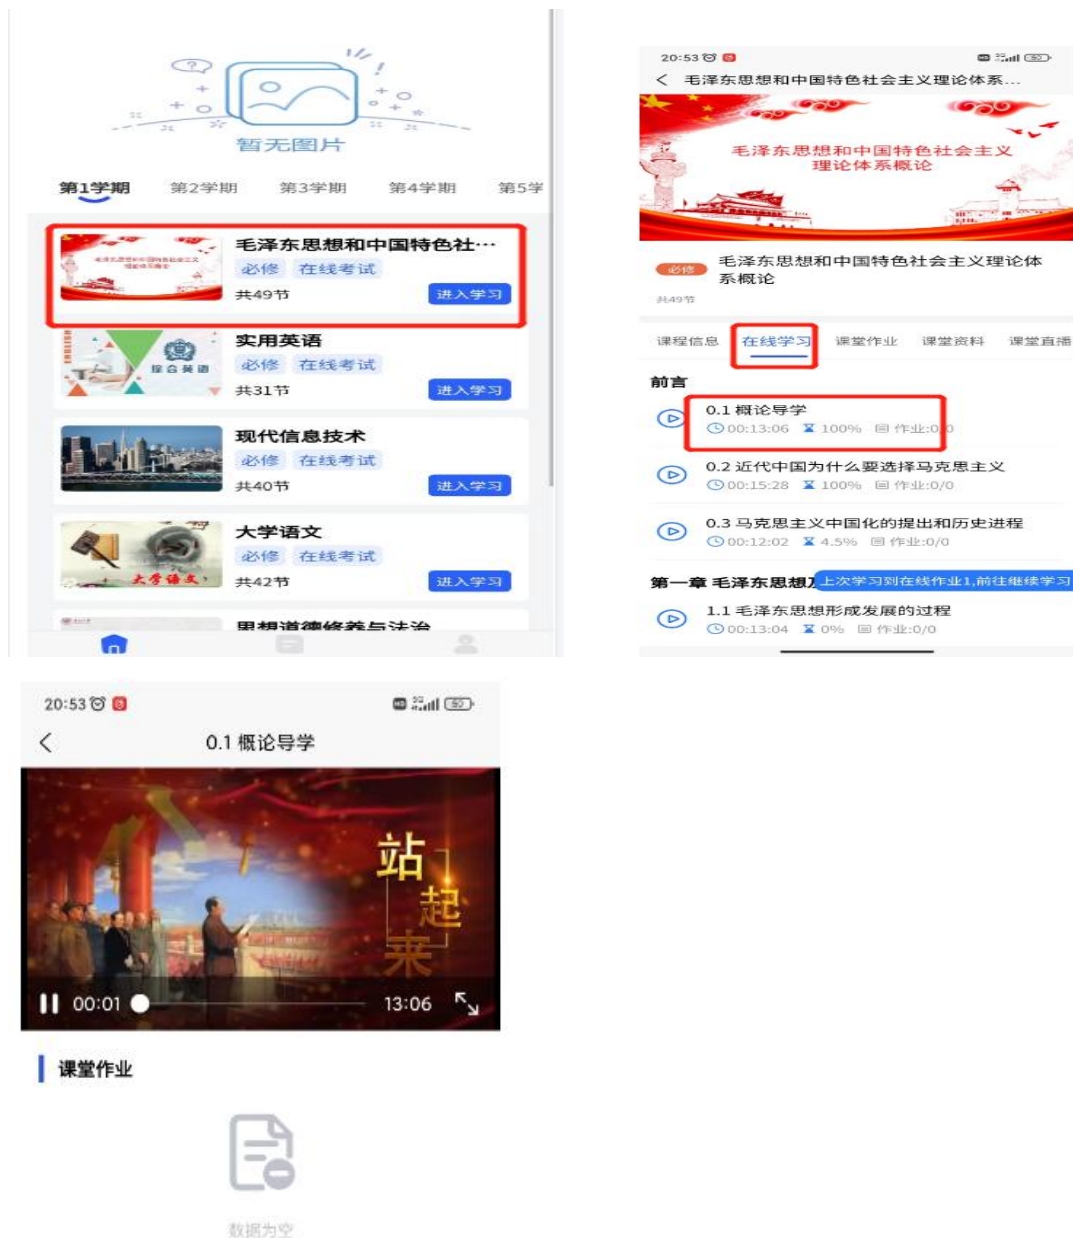 暂无图片
第1学期 第2学期 第3学期 第4学期 第5学
毛泽东思想和中国特色社…
必修 在线考试
共49节 进入学习
ENGLISH
综合英语
实用英语
必修 在线考试
共31节 进入学习
现代信息技术
必修 在线考试
共40节 进入学习
大学语文
大学语文
必修 在线考试
共42节 进入学习
思想道德修养与法治
20:53
毛泽东思想和中国特色社会主义理论体系...
毛泽东思想和中国特色社会主义
理论体系概论
必修 毛泽东思想和中国特色社会主义理论体
系概论
共49节
课程信息 在线学习 课堂作业 课堂资料 课堂直播
前言
0.1 概论导学
00:13:06 100% 作业:0/0
0.2 近代中国为什么要选择马克思主义
00:15:28 100% 作业:0/0
0.3 马克思主义中国化的提出和历史进程
00:12:02 4.5% 作业:0/0
第一章 毛泽东思想及 上次学习到在线作业1,前往继续学习
1.1 毛泽东思想形成发展的过程
00:13:04 0% 作业:0/0
20:53
0.1 概论导学
站
起
来
00:01 13:06
课堂作业
数据为空